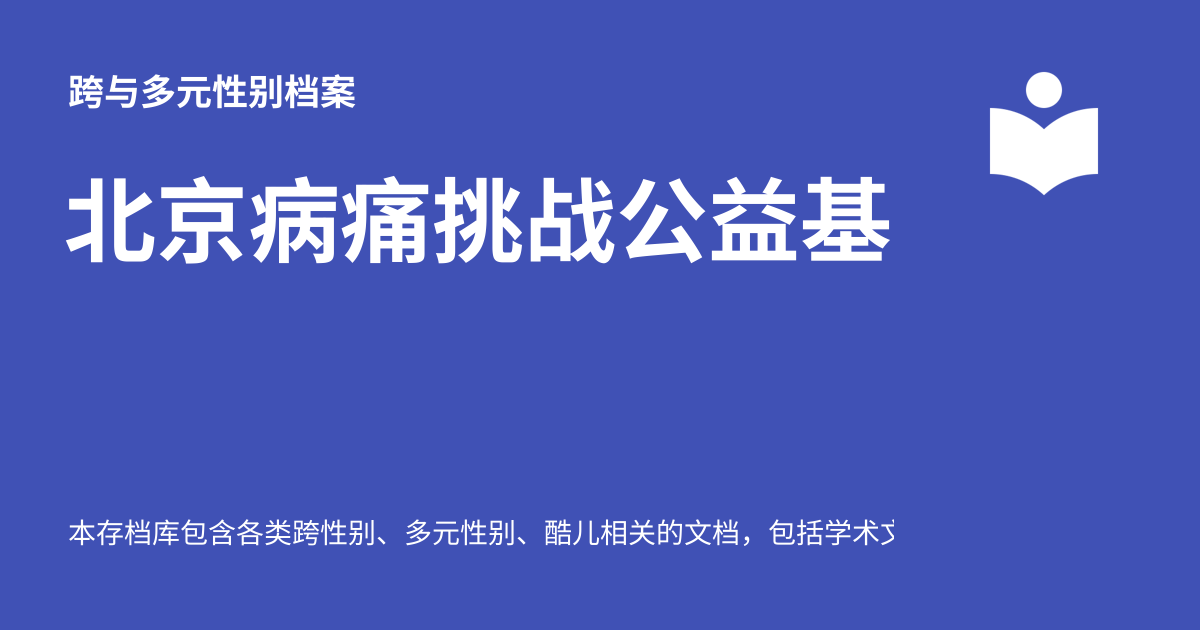 跨与多元性别档案
北京病痛挑战公益基
本存档库包含各类跨性别、多元性别、酷儿相关的文档，包括学术文